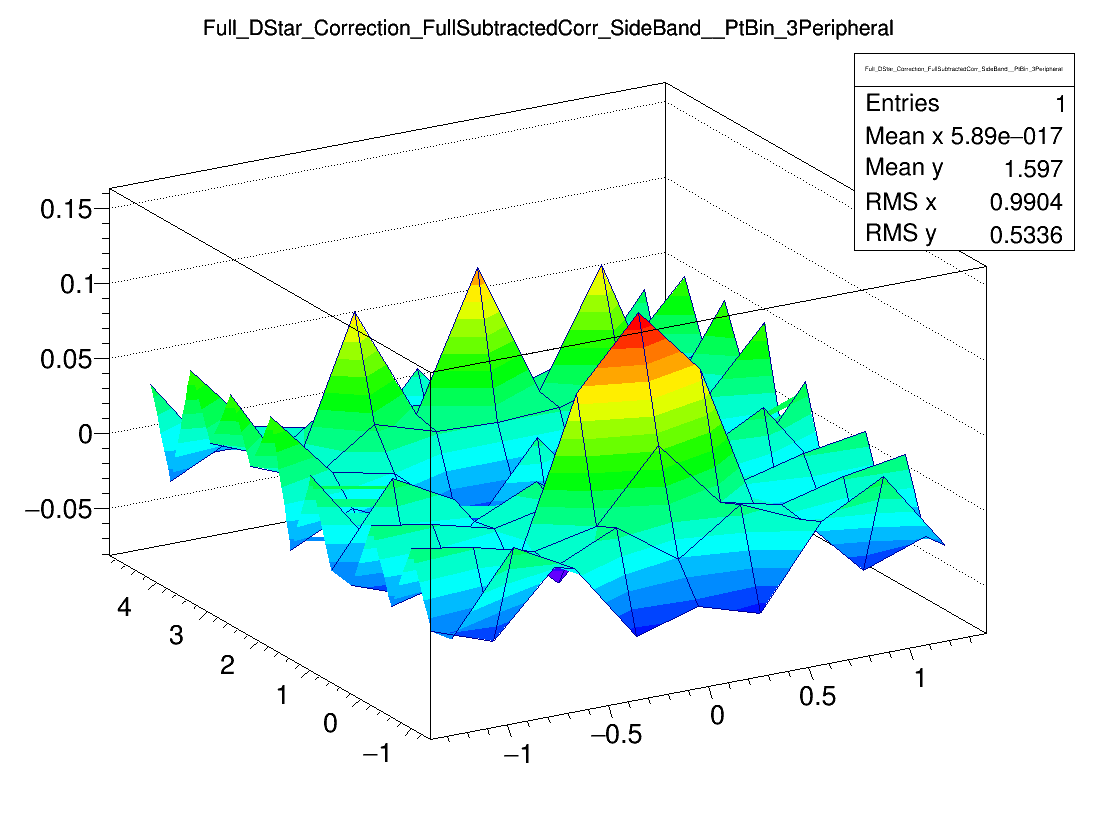 Full_DStar_Correction_FullSubtractedCorr_SideBand__PtBin_3Peripheral
Full_DStar_Correction_FullSubtractedCorr_SideBand__PtBin_3Peripheral
Entries 1
Mean x 5.89e−017
Mean y 1.597
RMS x 0.9904
RMS y 0.5336
0.15
0.1
0.05
0
−0.05
4
3
2
1
0
−1
−1
−0.5
0
0.5
1